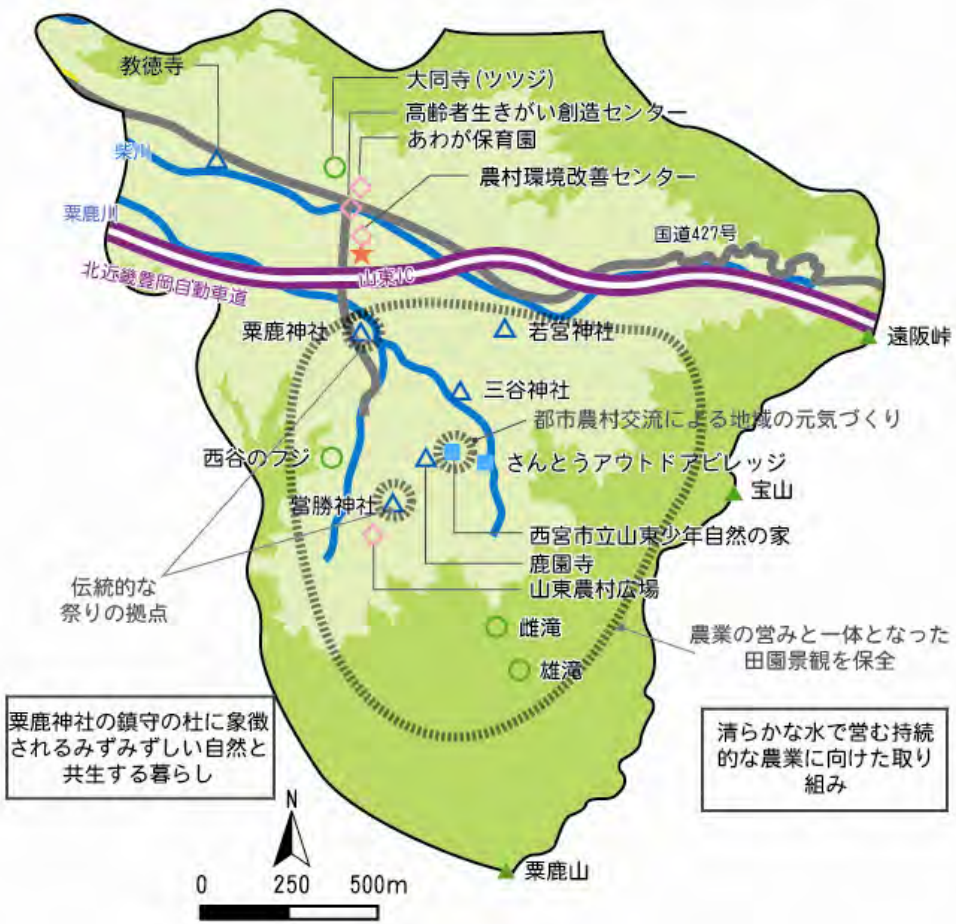 教徳寺
大同寺(ツツジ)
高齢者生きがい創造センター
あわが保育園
農村環境改善センター
柴川
粟鹿川
国道427号
北近畿豊岡自動車道
山東IC
遠阪峠
粟鹿神社
若宮神社
三谷神社
都市農村交流による地域の元気づくり
西谷のフジ
さんとうアウトドアビレッジ
宝山
當勝神社
西宮市立山東少年自然の家
鹿園寺
山東農村広場
伝統的な
祭りの拠点
雌滝
雄滝
農業の営みと一体となった
田園景観を保全
粟鹿神社の鎮守の杜に象徴
されるみずみずしい自然と
共生する暮らし
清らかな水で営む持続
的な農業に向けた取り
組み
N
粟鹿山
0 250 500m